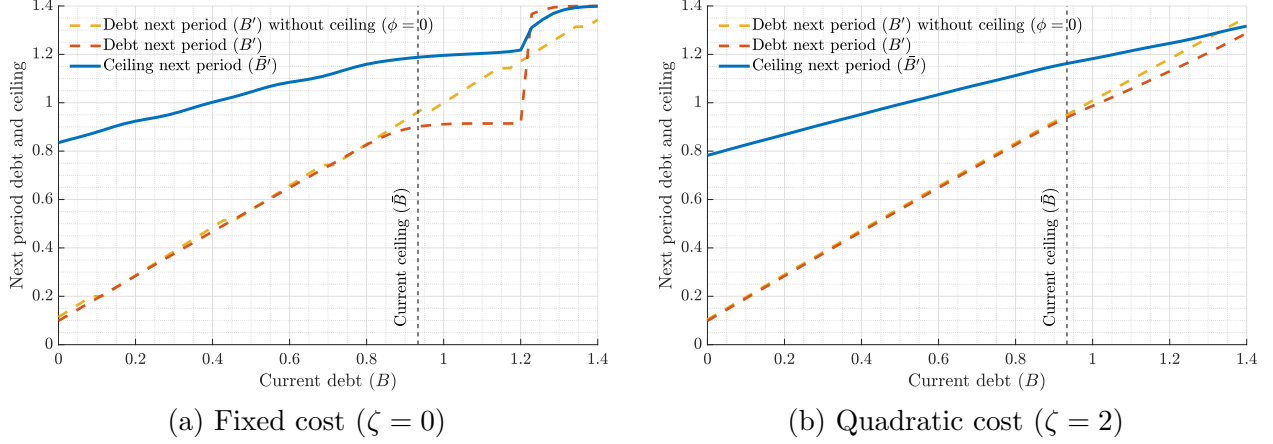 Debt next period (B′) without ceiling (ϕ = 0)
Debt next period (B′)
Ceiling next period (B̄′)
Next period debt and ceiling
1.4
1.2
1
0.8
0.6
0.4
0.2
0
Current ceiling (B̄)
0 0.2 0.4 0.6 0.8 1 1.2 1.4
Current debt (B)
(a) Fixed cost (ζ = 0)
Debt next period (B′) without ceiling (ϕ = 0)
Debt next period (B′)
Ceiling next period (B̄′)
Next period debt and ceiling
1.4
1.2
1
0.8
0.6
0.4
0.2
0
Current ceiling (B̄)
0 0.2 0.4 0.6 0.8 1 1.2 1.4
Current debt (B)
(b) Quadratic cost (ζ = 2)